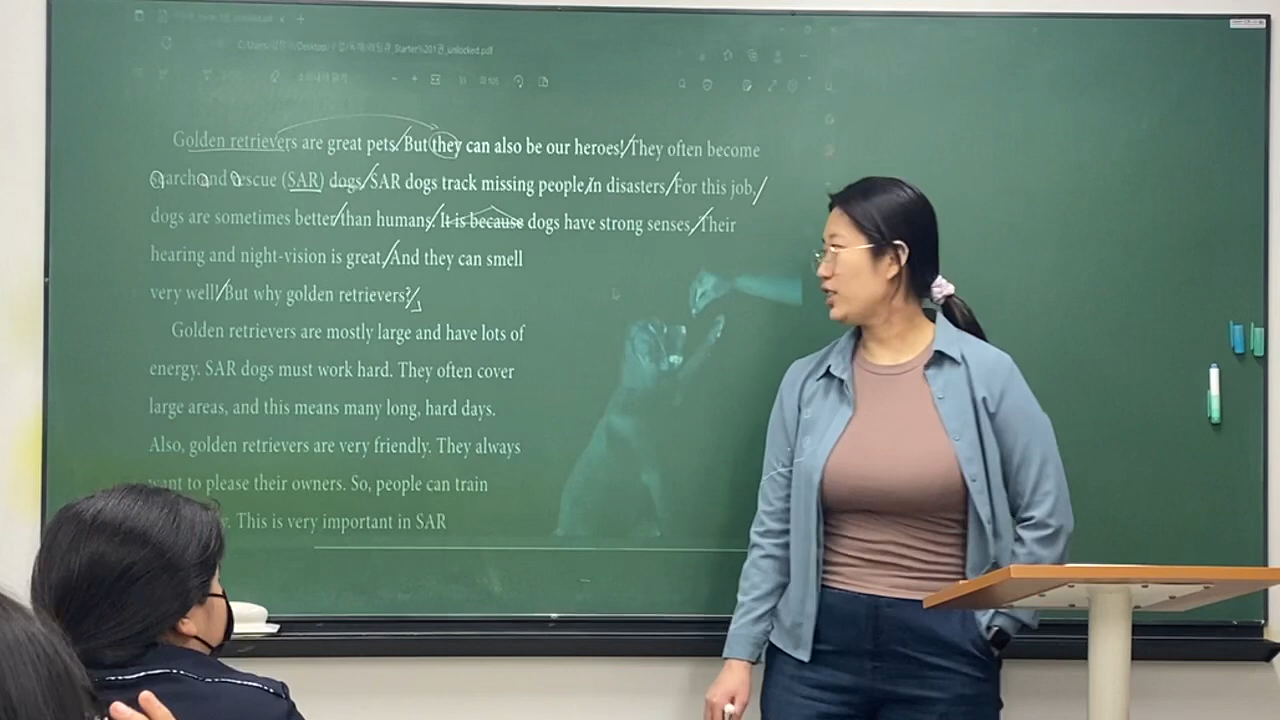 Golden retrievers are great pets. But they can also be our heroes! They often become
search and rescue (SAR) dogs. SAR dogs track missing people in disasters. For this job,
dogs are sometimes better than humans. It is because dogs have strong senses. Their
hearing and night-vision is great. And they can smell
very well! But why golden retrievers?
Golden retrievers are mostly large and have lots of
energy. SAR dogs must work hard. They often cover
large areas, and this means many long, hard days.
Also, golden retrievers are very friendly. They always
want to please their owners. So, people can train
This is very important in SAR